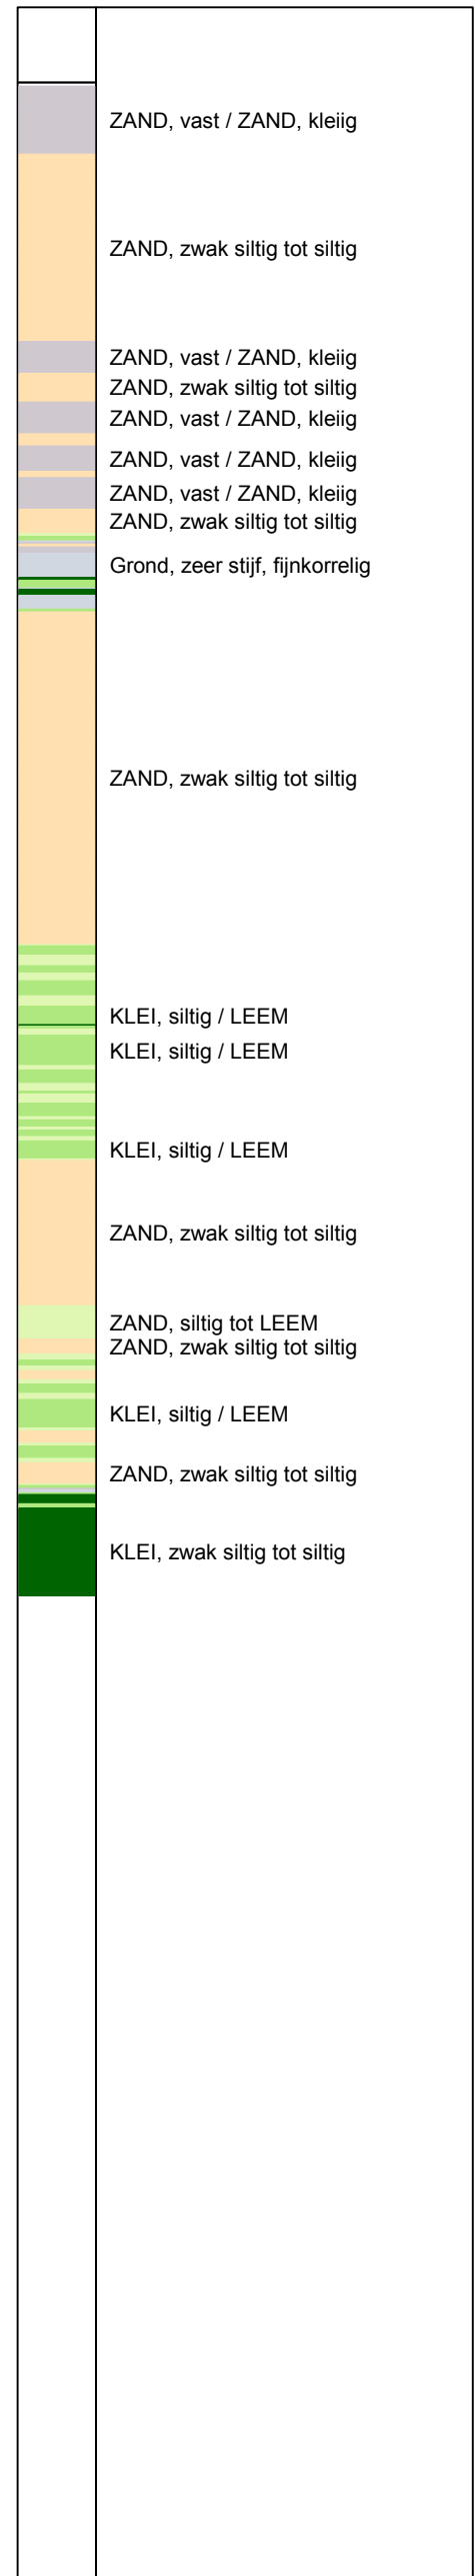 ZAND, vast / ZAND, kleiig
ZAND, zwak siltig tot siltig
ZAND, vast / ZAND, kleiig
ZAND, zwak siltig tot siltig
ZAND, vast / ZAND, kleiig
ZAND, vast / ZAND, kleiig
ZAND, vast / ZAND, kleiig
ZAND, zwak siltig tot siltig
Grond, zeer stijf, fijnkorrelig
ZAND, zwak siltig tot siltig
KLEI, siltig / LEEM
KLEI, siltig / LEEM
KLEI, siltig / LEEM
ZAND, zwak siltig tot siltig
ZAND, siltig tot LEEM
ZAND, zwak siltig tot siltig
KLEI, siltig / LEEM
ZAND, zwak siltig tot siltig
KLEI, zwak siltig tot siltig